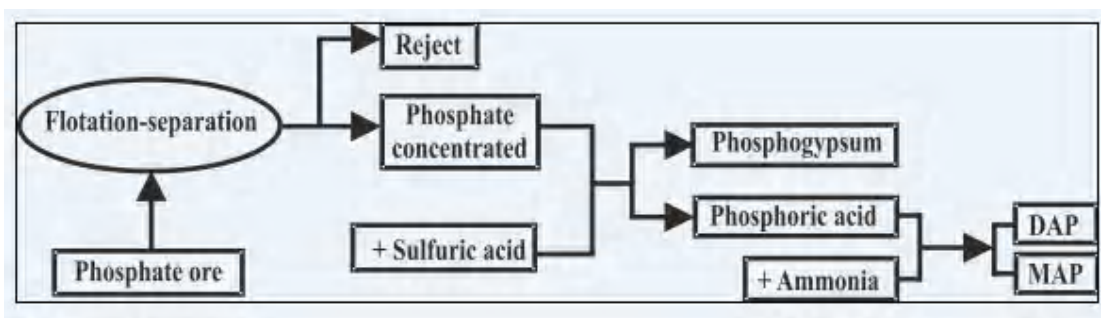 Reject
Flotation-separation
Phosphate
concentrated
Phosphogypsum
Phosphoric acid
DAP
+ Sulfuric acid
Phosphate ore
+ Ammonia
MAP